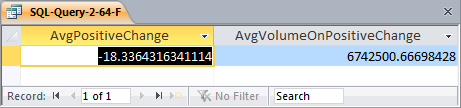 SQL-Query-2-64-F
AvgPositiveChange AvgVolumeOnPositiveChange
-18.3364316341114 6742500.66698428
Record: 1 of 1 No Filter Search